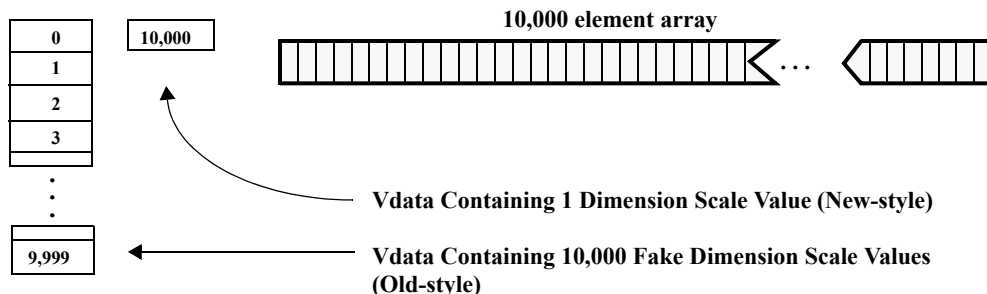 10,000 element array
0
10,000
1
2
3
...
Vdata Containing 1 Dimension Scale Value (New-style)
9,999
Vdata Containing 10,000 Fake Dimension Scale Values
(Old-style)